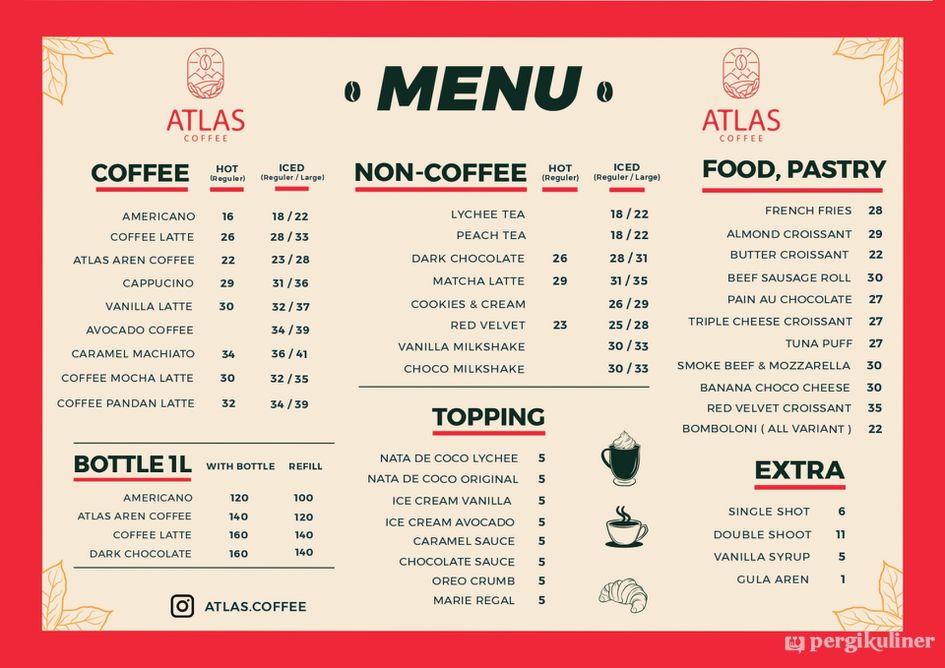 ATLAS
COFFEE
MENU
ATLAS
COFFEE
COFFEE HOT (Reguler) ICED (Reguler / Large)
AMERICANO 16 18 / 22
COFFEE LATTE 26 28 / 33
ATLAS AREN COFFEE 22 23 / 28
CAPPUCINO 29 31 / 36
VANILLA LATTE 30 32 / 37
AVOCADO COFFEE 34 / 39
CARAMEL MACHIATO 34 36 / 41
COFFEE MOCHA LATTE 30 32 / 35
COFFEE PANDAN LATTE 32 34 / 39
BOTTLE 1L WITH BOTTLE REFILL
AMERICANO 120 100
ATLAS AREN COFFEE 140 120
COFFEE LATTE 160 140
DARK CHOCOLATE 160 140
ATLAS.COFFEE
NON-COFFEE HOT (Reguler) ICED (Reguler / Large)
LYCHEE TEA 18 / 22
PEACH TEA 18 / 22
DARK CHOCOLATE 26 28 / 31
MATCHA LATTE 29 31 / 35
COOKIES & CREAM 26 / 29
RED VELVET 23 25 / 28
VANILLA MILKSHAKE 30 / 33
CHOCO MILKSHAKE 30 / 33
TOPPING
NATA DE COCO LYCHEE 5
NATA DE COCO ORIGINAL 5
ICE CREAM VANILLA 5
ICE CREAM AVOCADO 5
CARAMEL SAUCE 5
CHOCOLATE SAUCE 5
OREO CRUMB 5
MARIE REGAL 5
FOOD, PASTRY
FRENCH FRIES 28
ALMOND CROISSANT 29
BUTTER CROISSANT 22
BEEF SAUSAGE ROLL 30
PAIN AU CHOCOLATE 27
TRIPLE CHEESE CROISSANT 27
TUNA PUFF 27
SMOKE BEEF & MOZZARELLA 30
BANANA CHOCO CHEESE 30
RED VELVET CROISSANT 35
BOMBOLONI ( ALL VARIANT ) 22
EXTRA
SINGLE SHOT 6
DOUBLE SHOOT 11
VANILLA SYRUP 5
GULA AREN 1
pergikuliner